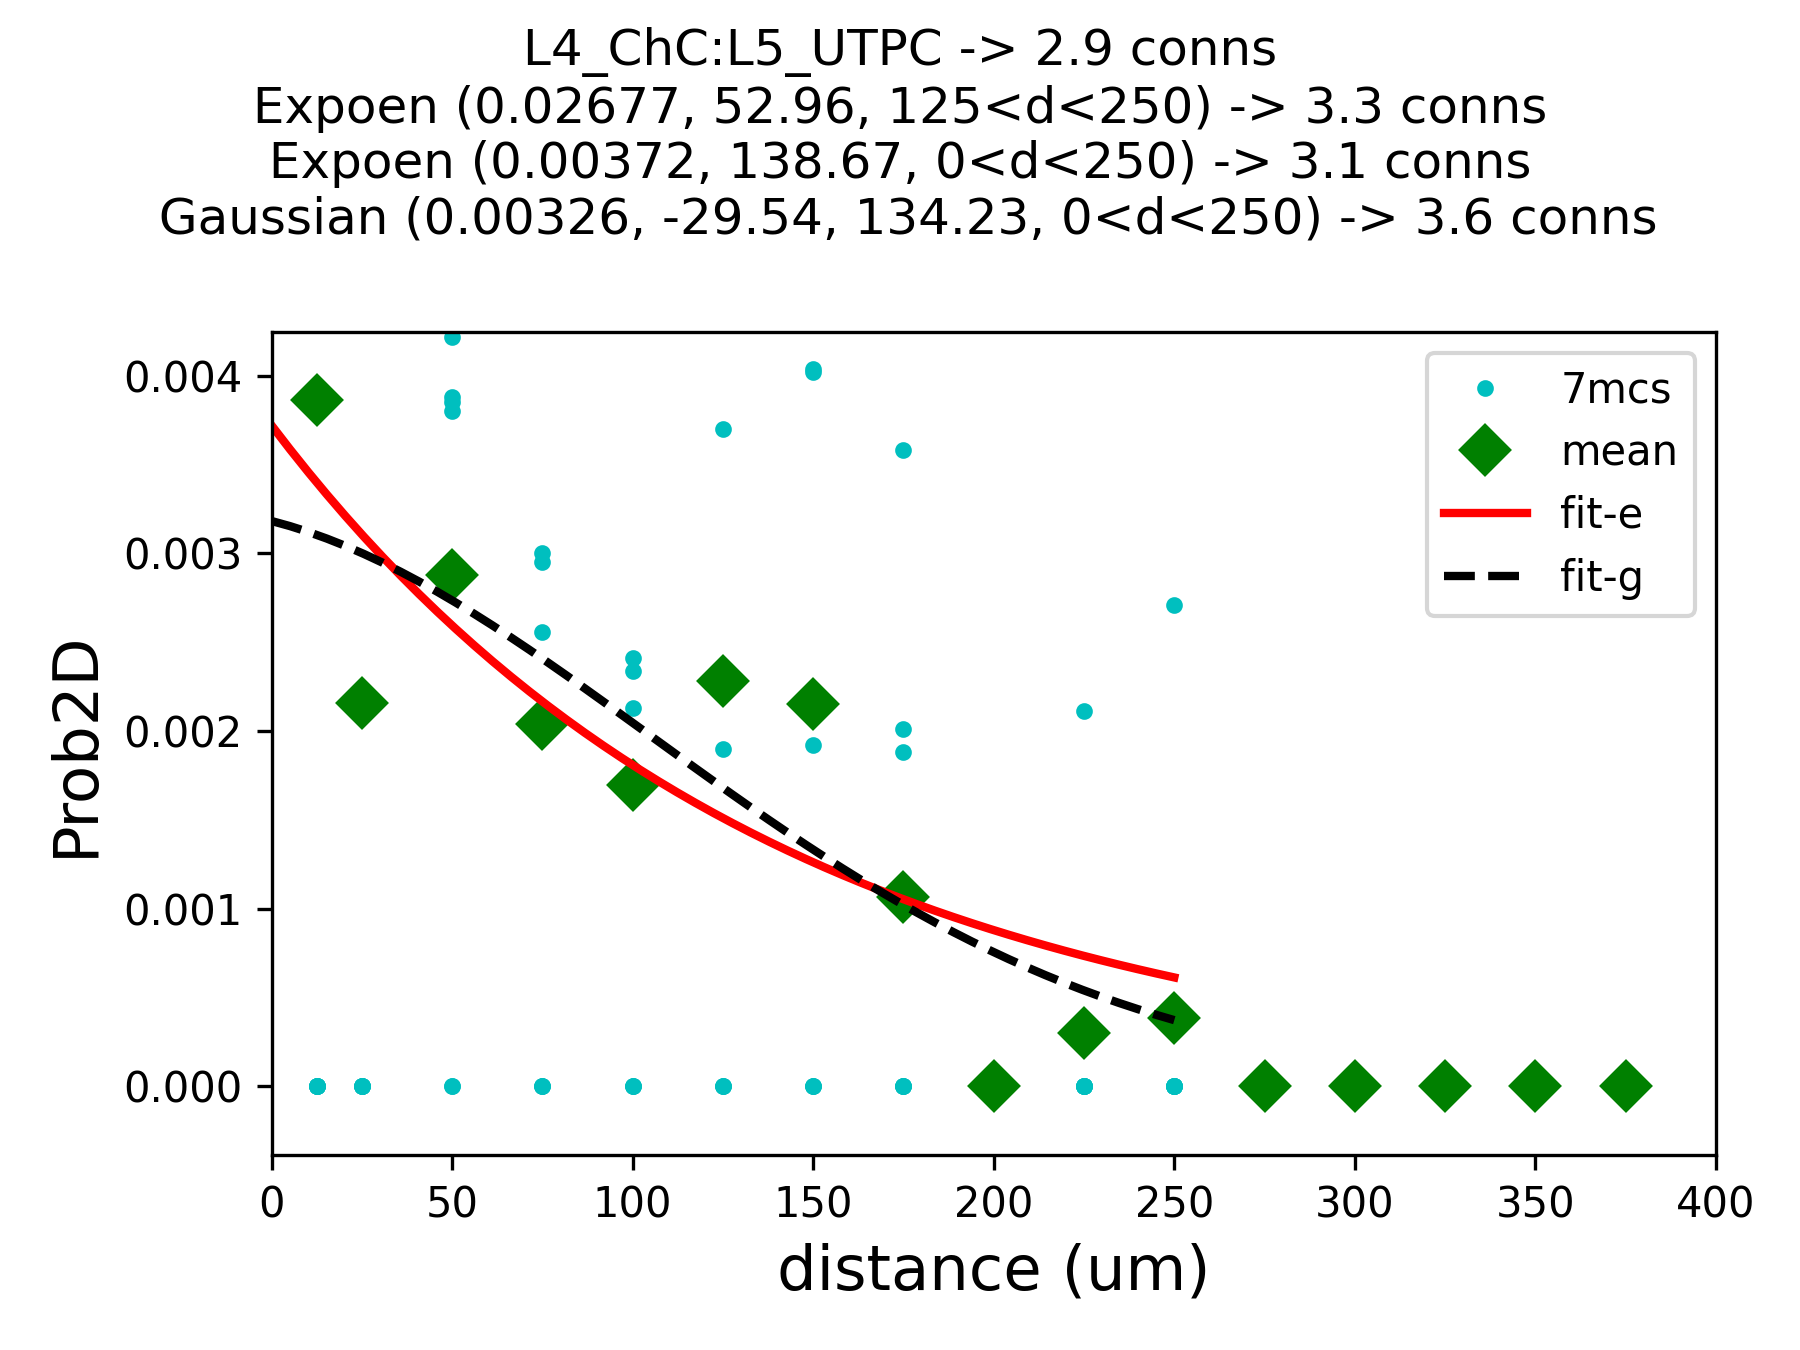 L4_ChC:L5_UTPC -> 2.9 conns
Expoen (0.02677, 52.96, 125<d<250) -> 3.3 conns
Expoen (0.00372, 138.67, 0<d<250) -> 3.1 conns
Gaussian (0.00326, -29.54, 134.23, 0<d<250) -> 3.6 conns
7mcs
mean
fit-e
fit-g
Prob2D
0.004
0.003
0.002
0.001
0.000
0 50 100 150 200 250 300 350 400
distance (um)